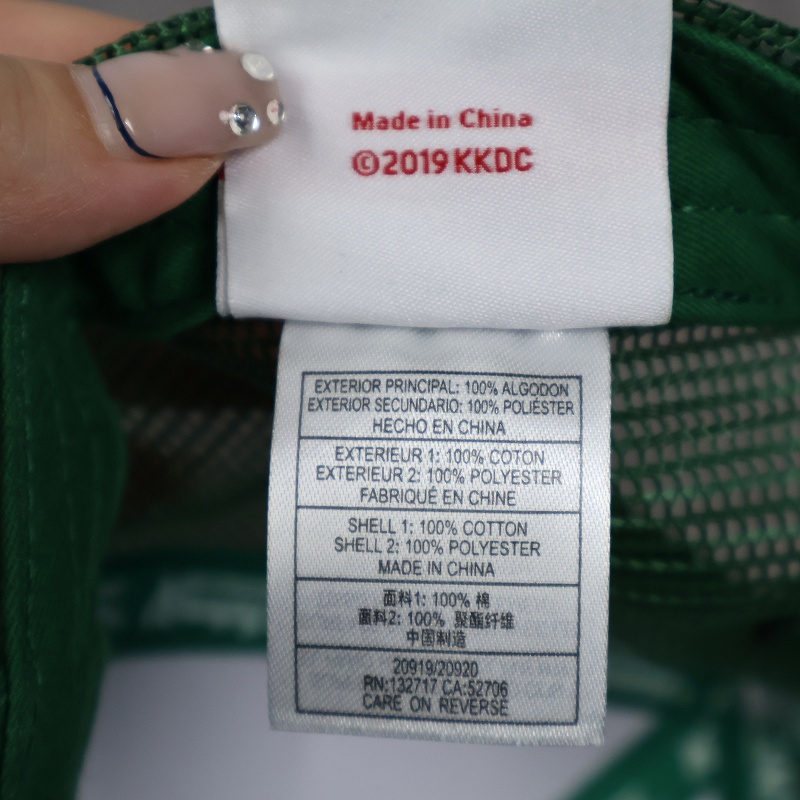 Made in China
©2019 KKDC
EXTERIOR PRINCIPAL: 100% ALGODON
EXTERIOR SECUNDARIO: 100% POLIÉSTER
HECHO EN CHINA
EXTERIEUR 1: 100% COTON
EXTERIEUR 2: 100% POLYESTER
FABRIQUÉ EN CHINE
SHELL 1: 100% COTTON
SHELL 2: 100% POLYESTER
MADE IN CHINA
面料1: 100% 棉
面料2: 100% 聚酯纤维
中国制造
20919/20920
RN:132717 CA:52706
CARE ON REVERSE